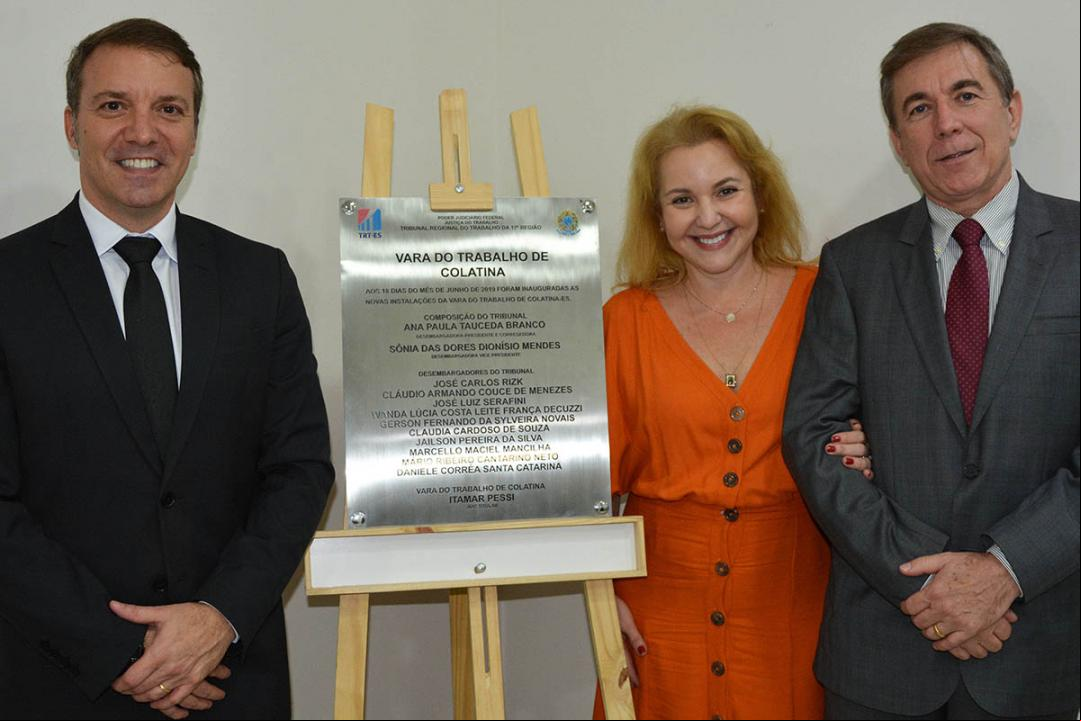 PODER JUDICIÁRIO FEDERAL
JUSTIÇA DO TRABALHO
TRIBUNAL REGIONAL DO TRABALHO DA 17ª REGIÃO
TRT-ES
VARA DO TRABALHO DE
COLATINA
AOS 18 DIAS DO MÊS DE JUNHO DE 2019 FORAM INAUGURADAS AS
NOVAS INSTALAÇÕES DA VARA DO TRABALHO DE COLATINA-ES.
COMPOSIÇÃO DO TRIBUNAL
ANA PAULA TAUCEDA BRANCO
DESEMBARGADORA-PRESIDENTE E CORREGEDORA
SÔNIA DAS DORES DIONÍSIO MENDES
DESEMBARGADORA VICE-PRESIDENTE
DESEMBARGADORES DO TRIBUNAL
JOSÉ CARLOS RIZK
CLÁUDIO ARMANDO COUCE DE MENEZES
JOSÉ LUIZ SERAFINI
WANDA LÚCIA COSTA LEITE FRANÇA DECUZZI
GERSON FERNANDO DA SYLVEIRA NOVAIS
CLAUDIA CARDOSO DE SOUZA
JAILSON PEREIRA DA SILVA
MARCELLO MACIEL MANCILHA
MARIO RIBEIRO CANTARINO NETO
DANIELE CORRÊA SANTA CATARINA
VARA DO TRABALHO DE COLATINA
ITAMAR PESSI
JUIZ TITULAR